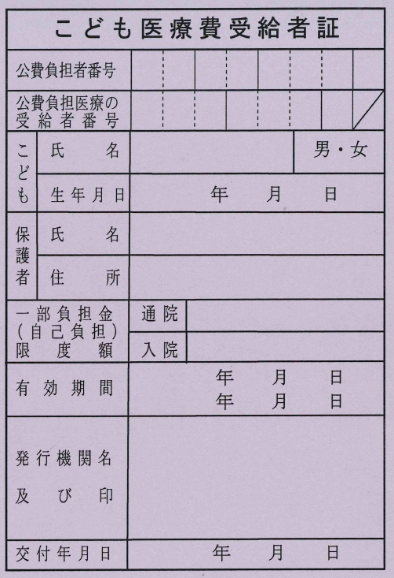 こども医療費受給者証
公費負担者番号
公費負担医療の
受給者番号
こども
氏名
男・女
生年月日
年 月 日
保護者
氏名
住所
一部負担金
(自己負担)
限度額
通院
入院
有効期間
年 月 日
年 月 日
発行機関名
及び印
交付年月日
年 月 日